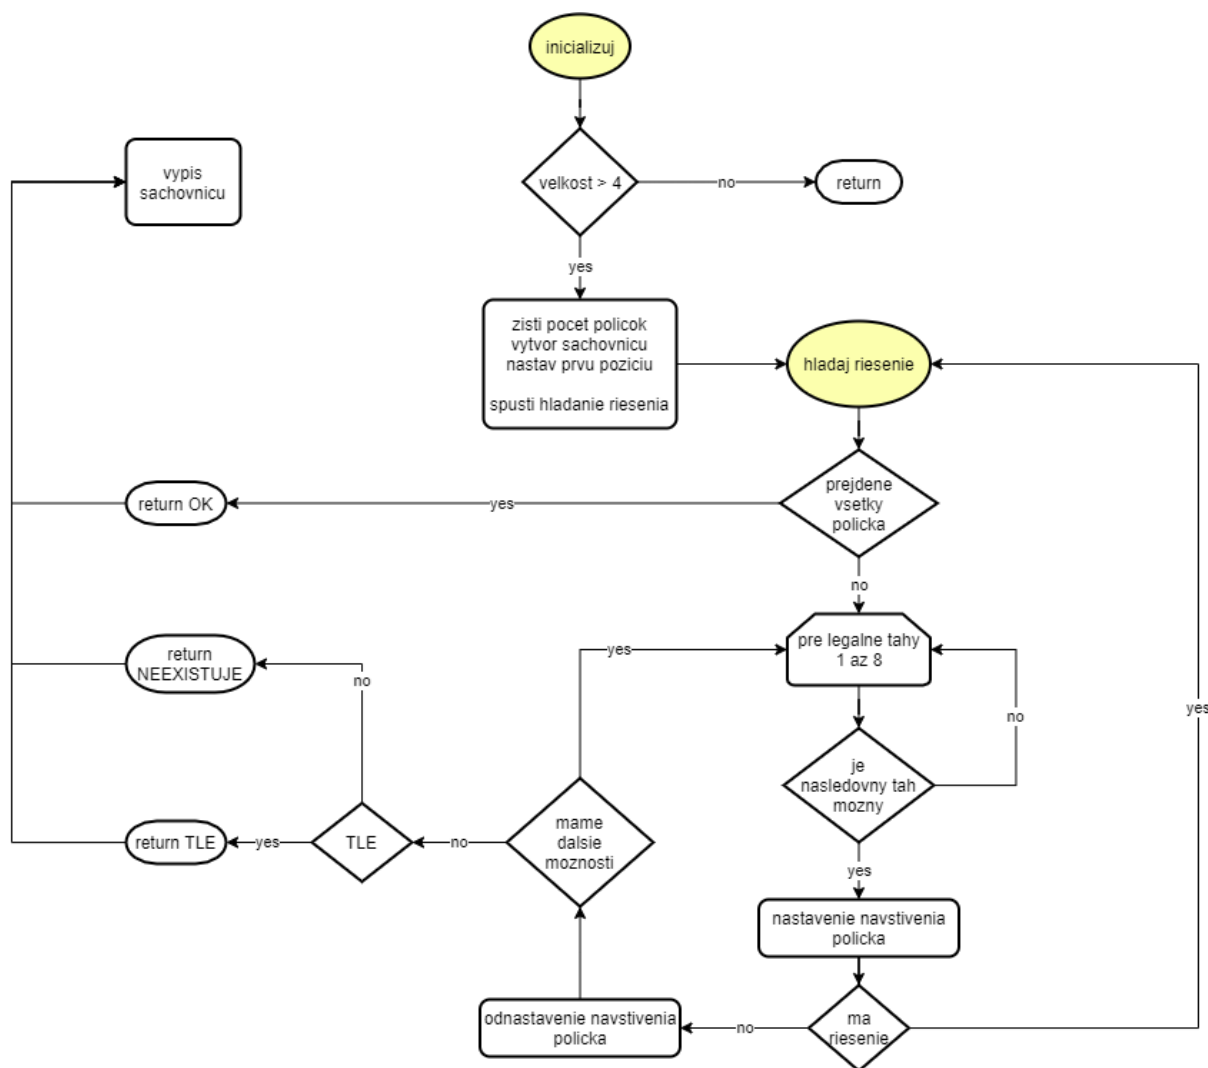 inicializuj
vypis
sachovnicu
velkost > 4
no
return
yes
zisti pocet policok
vytvor sachovnicu
nastav prvu poziciu
spusti hladanie riesenia
hladaj riesenie
return OK
yes
prejdene
vsetky
policka
no
return
NEEXISTUJE
no
yes
pre legalne tahy
1 az 8
no
yes
je
nasledovny tah
mozny
return TLE
yes
TLE
no
mame
dalsie
moznosti
yes
nastavenie navstivenia
policka
odnastavenie navstivenia
policka
no
ma
riesenie